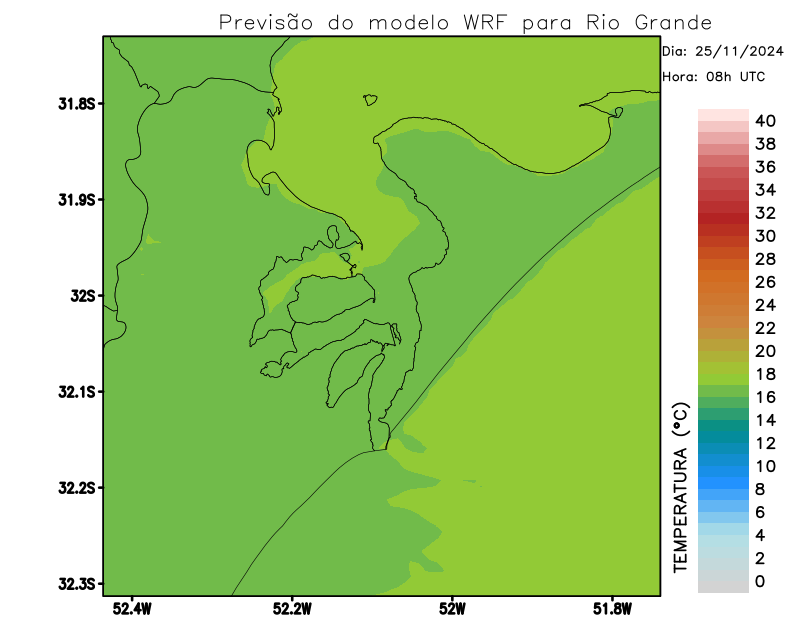 Previsão do modelo WRF para Rio Grande
Dia: 25/11/2024
Hora: 08h UTC
31.8S
31.9S
32S
32.1S
32.2S
32.3S
52.4W
52.2W
52W
51.8W
TEMPERATURA (°C)
40
38
36
34
32
30
28
26
24
22
20
18
16
14
12
10
8
6
4
2
0